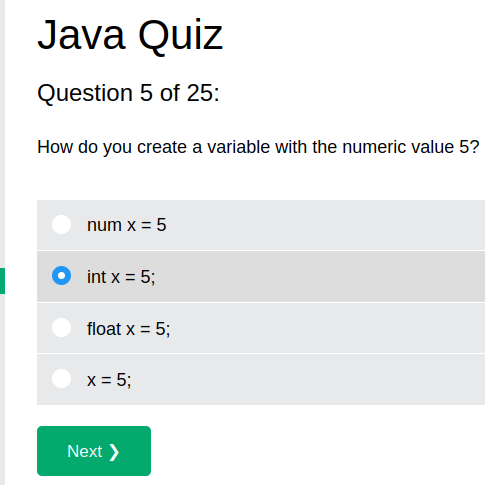 Java Quiz
Question 5 of 25:
How do you create a variable with the numeric value 5?
num x = 5
int x = 5;
float x = 5;
x = 5;
Next ❯